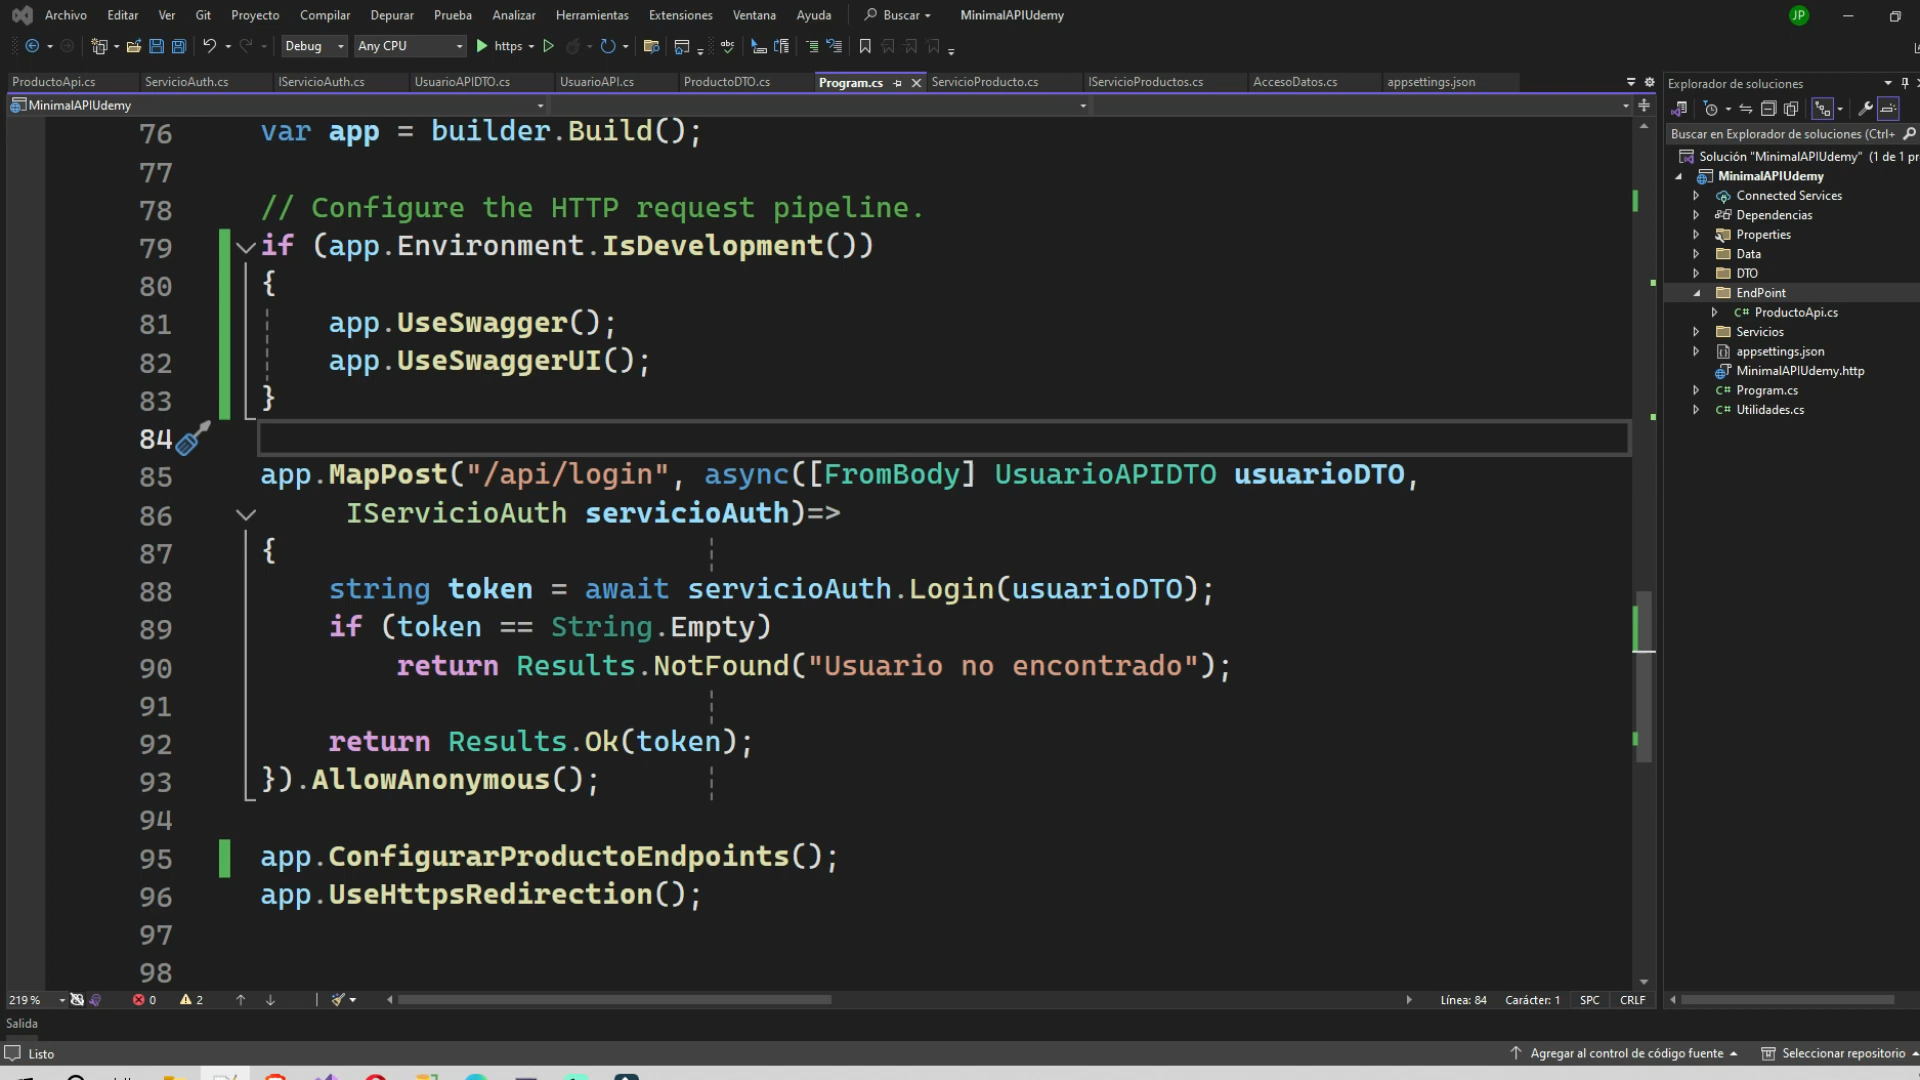 Archivo Editar Ver Git Proyecto Compilar Depurar Prueba Analizar Herramientas Extensiones Ventana Ayuda Buscar MinimalAPIUdemy JP
Debug Any CPU https
ProductoApi.cs ServicioAuth.cs IServicioAuth.cs UsuarioAPIDTO.cs UsuarioAPI.cs ProductoDTO.cs Program.cs ServicioProducto.cs IServicioProductos.cs AccesoDatos.cs appsettings.json
MinimalAPIUdemy
76 var app = builder.Build();
77
78 // Configure the HTTP request pipeline.
79 if (app.Environment.IsDevelopment())
80 {
81 app.UseSwagger();
82 app.UseSwaggerUI();
83 }
84
85 app.MapPost("/api/login", async([FromBody] UsuarioAPIDTO usuarioDTO,
86 IServicioAuth servicioAuth)=>
87 {
88 string token = await servicioAuth.Login(usuarioDTO);
89 if (token == String.Empty)
90 return Results.NotFound("Usuario no encontrado");
91
92 return Results.Ok(token);
93 }).AllowAnonymous();
94
95 app.ConfigurarProductoEndpoints();
96 app.UseHttpsRedirection();
97
98
219 % 0 2 Línea: 84 Carácter: 1 SPC CRLF
Salida
Listo Agregar al control de código fuente Seleccionar repositorio
Explorador de soluciones
Buscar en Explorador de soluciones (Ctrl+
Solución "MinimalAPIUdemy" (1 de 1 pr
MinimalAPIUdemy
Connected Services
Dependencias
Properties
Data
DTO
EndPoint
C# ProductoApi.cs
Servicios
appsettings.json
MinimalAPIUdemy.http
C# Program.cs
C# Utilidades.cs